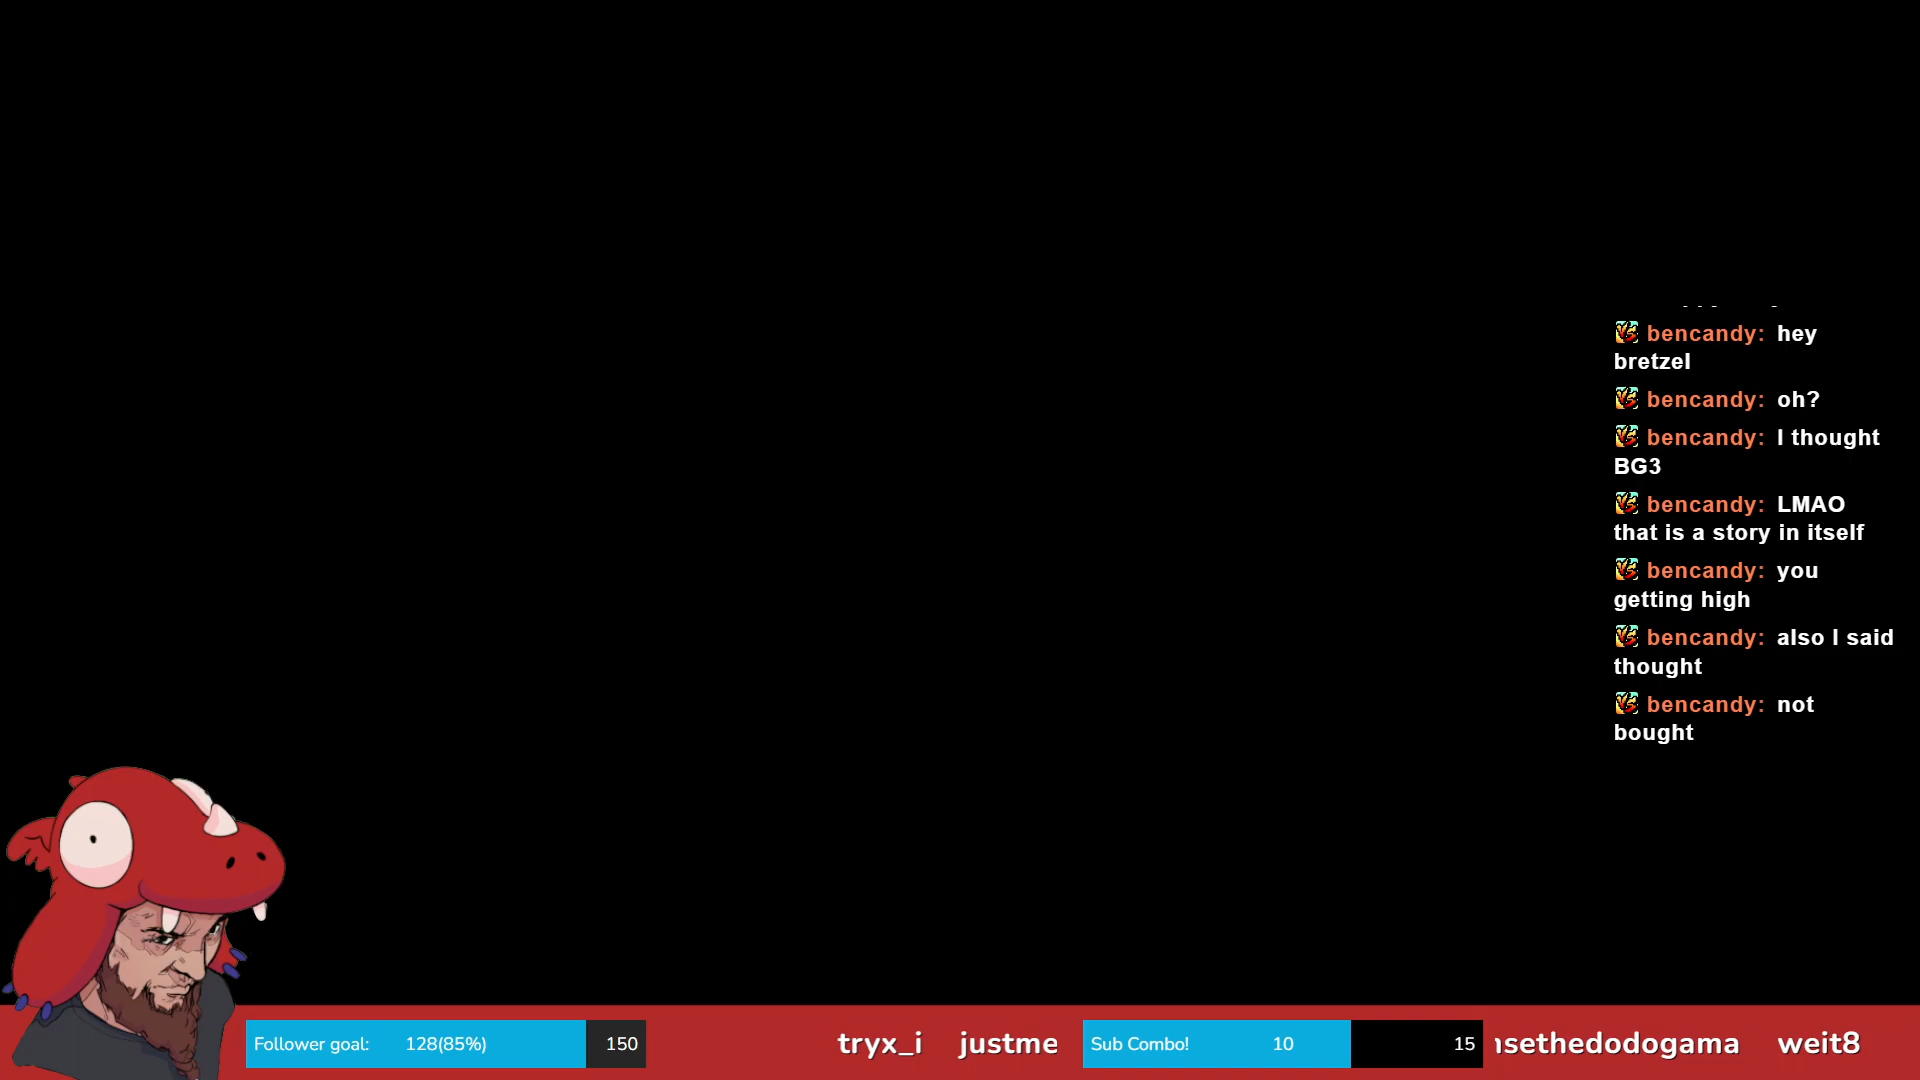 bencandy: hey
bretzel
bencandy: oh?
bencandy: I thought
BG3
bencandy: LMAO
that is a story in itself
bencandy: you
getting high
bencandy: also I said
thought
bencandy: not
bought
Follower goal: 128(85%) 150
tryx_i justme
Sub Combo! 10 15
sethedodogama weit8